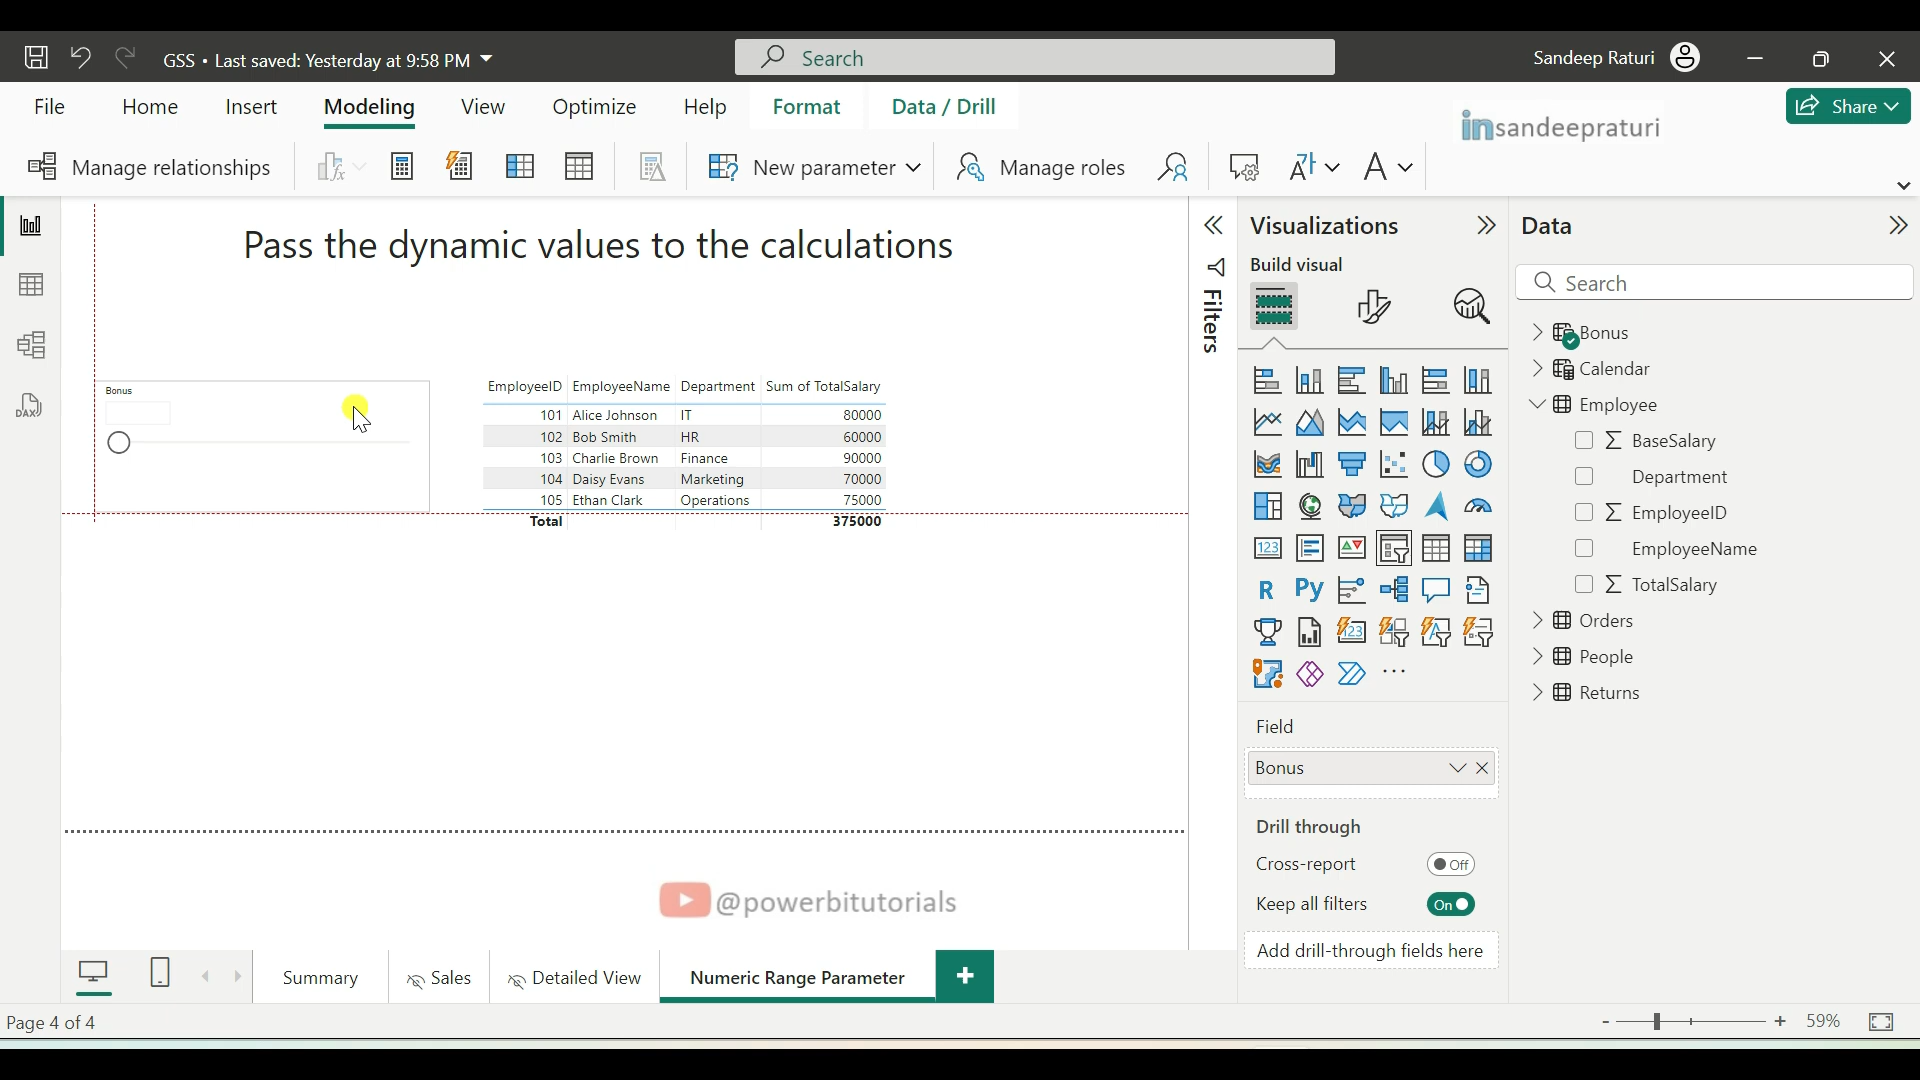 GSS • Last saved: Yesterday at 9:58 PM
Search
Sandeep Raturi
File Home Insert Modeling View Optimize Help Format Data / Drill
Share
insandeepraturi
Manage relationships
New parameter
Manage roles
Pass the dynamic values to the calculations
Bonus
EmployeeID EmployeeName Department Sum of TotalSalary
101 Alice Johnson IT 80000
102 Bob Smith HR 60000
103 Charlie Brown Finance 90000
104 Daisy Evans Marketing 70000
105 Ethan Clark Operations 75000
Total 375000
@powerbitutorials
DAX
Filters
Visualizations
Build visual
123
123
R Py
Field
Bonus
Drill through
Cross-report Off
Keep all filters On
Add drill-through fields here
Data
Search
Bonus
Calendar
Employee
Σ BaseSalary
Department
Σ EmployeeID
EmployeeName
Σ TotalSalary
Orders
People
Returns
Summary Sales Detailed View Numeric Range Parameter +
Page 4 of 4
- + 59%